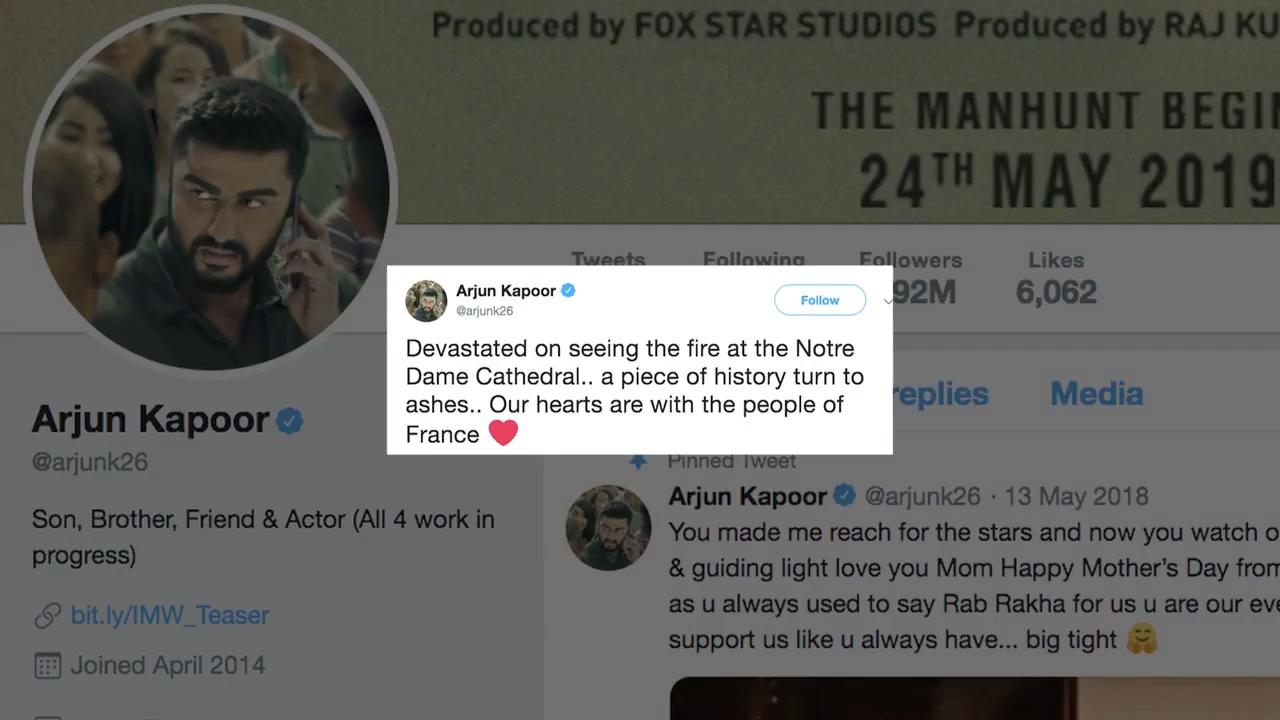 Produced by FOX STAR STUDIOS Produced by RAJ KU
THE MANHUNT BEGI
24TH MAY 2019
Tweets Following Followers Likes
92M 6,062
Arjun Kapoor
@arjunk26
Follow
Devastated on seeing the fire at the Notre
Dame Cathedral.. a piece of history turn to
ashes.. Our hearts are with the people of
France ❤️
replies Media
Arjun Kapoor
@arjunk26
Son, Brother, Friend & Actor (All 4 work in
progress)
bit.ly/IMW_Teaser
Joined April 2014
Pinned Tweet
Arjun Kapoor @arjunk26 · 13 May 2018
You made me reach for the stars and now you watch o
& guiding light love you Mom Happy Mother's Day from
as u always used to say Rab Rakha for us u are our eve
support us like u always have... big tight 🤗